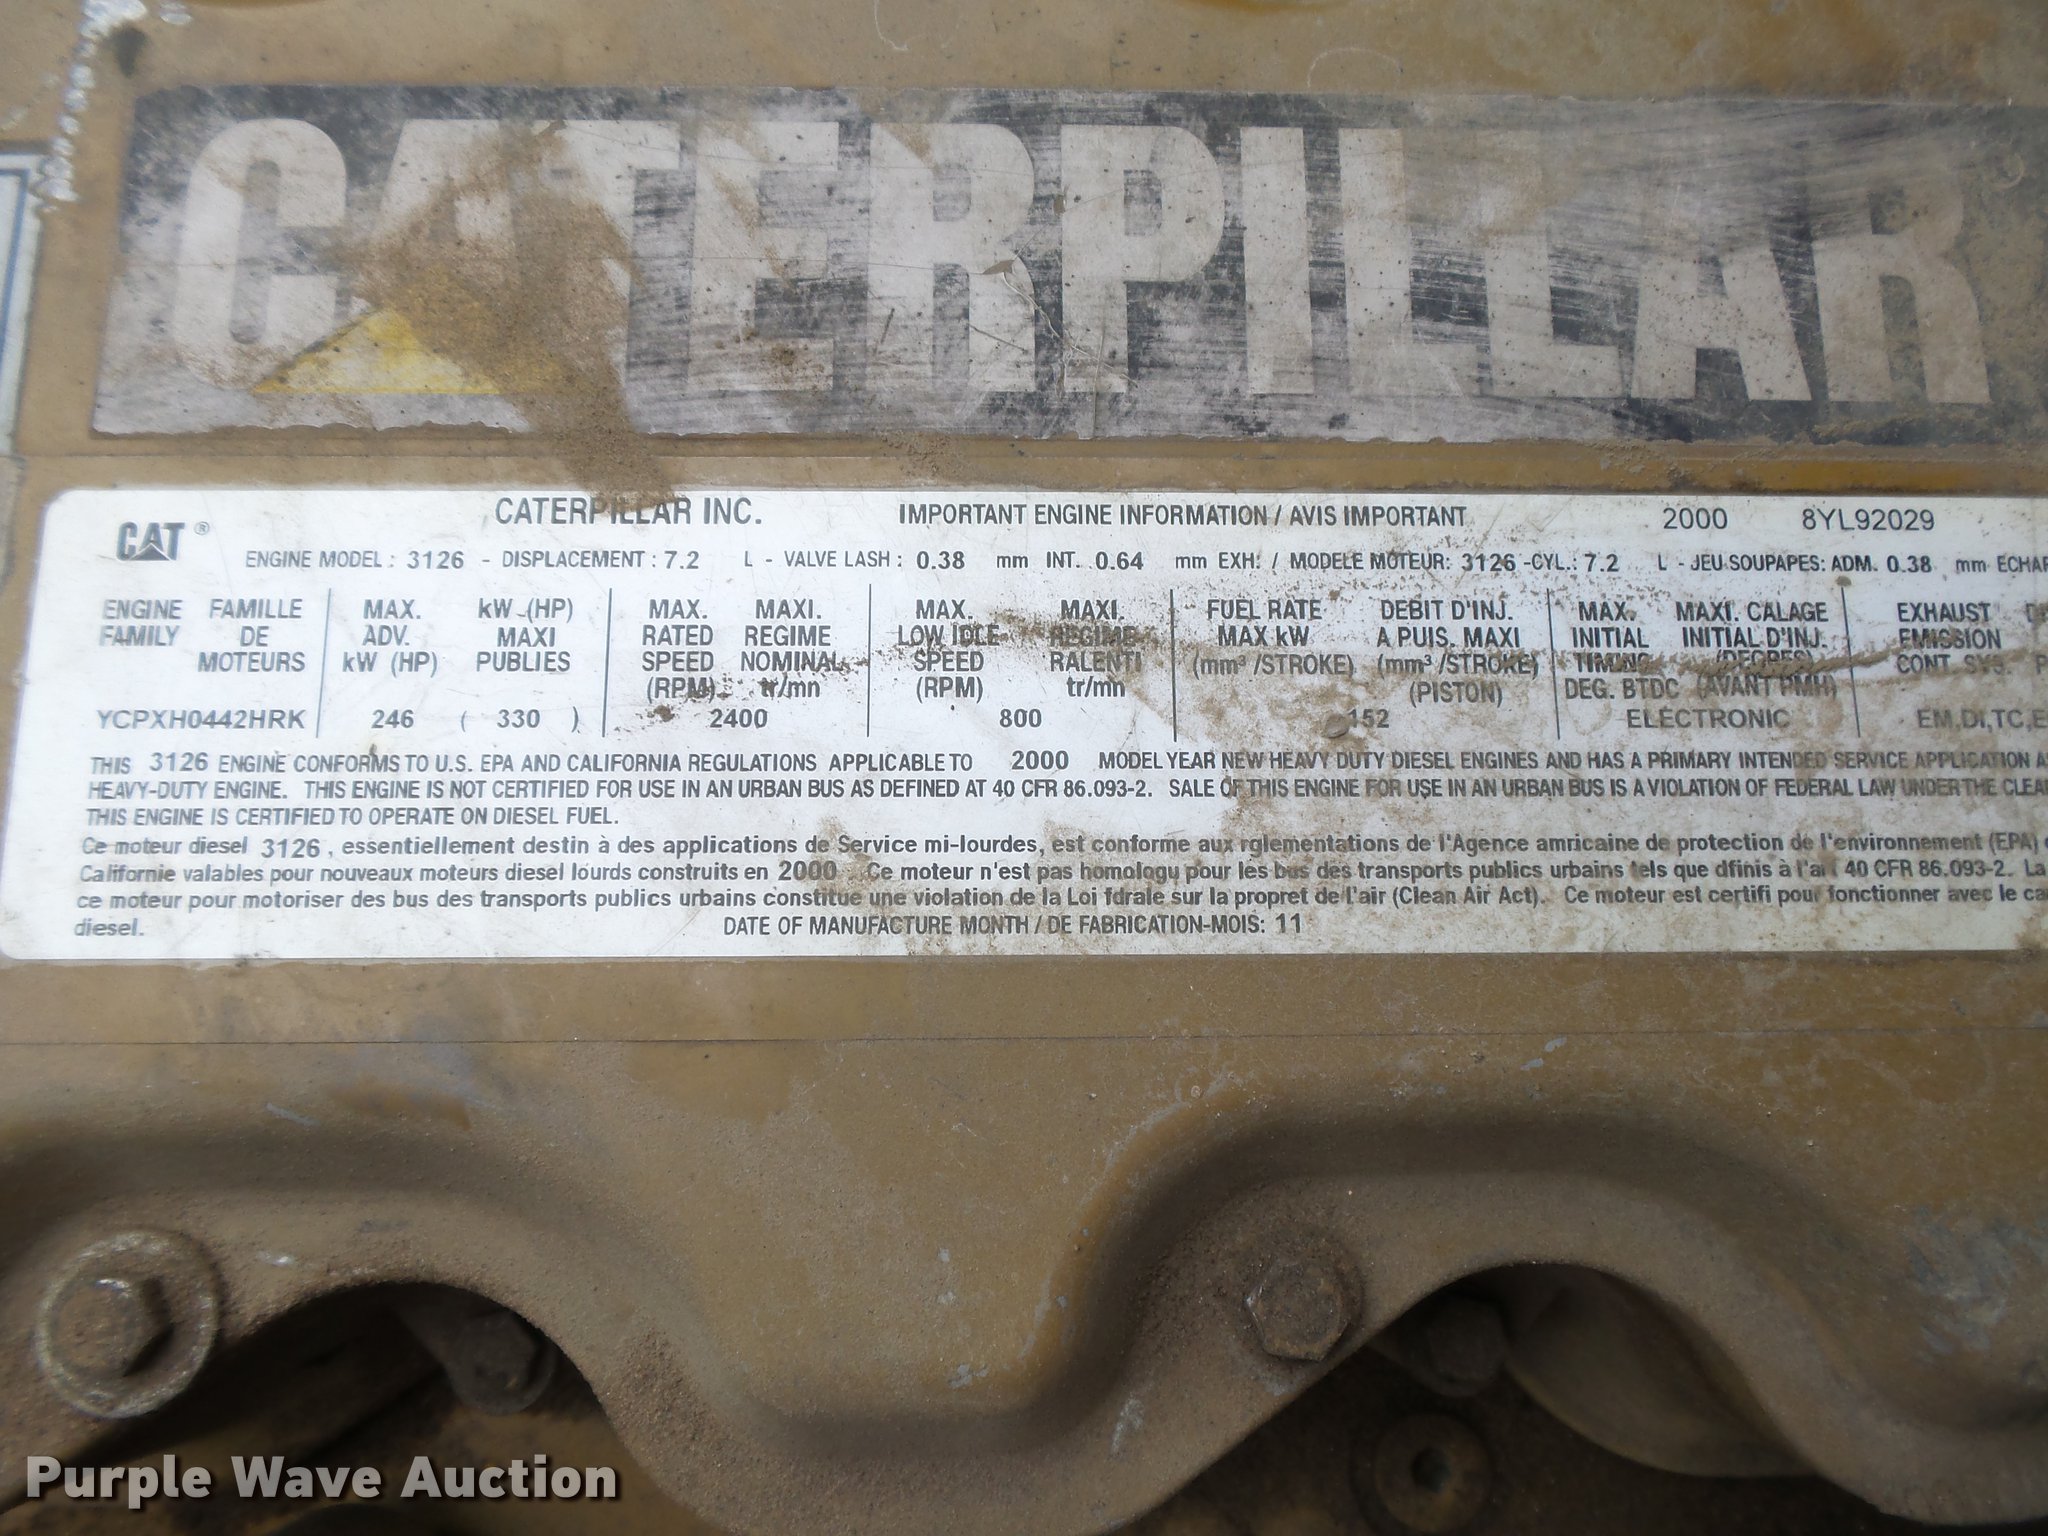 CATERPILLAR
CAT ® CATERPILLAR INC. IMPORTANT ENGINE INFORMATION / AVIS IMPORTANT 2000 8YL92029
ENGINE MODEL : 3126 - DISPLACEMENT : 7.2 L - VALVE LASH : 0.38 mm INT. 0.64 mm EXH: / MODELE MOTEUR: 3126 -CYL.: 7.2 L - JEU SOUPAPES: ADM. 0.38 mm ECHAP
ENGINE FAMILLE MAX. kW (HP) MAX. MAXI. MAX. MAXI. FUEL RATE DEBIT D'INJ. MAX. MAXI. CALAGE EXHAUST
FAMILY DE ADV. MAXI RATED REGIME LOW IDLE REGIME MAX kW A PUIS. MAXI INITIAL INITIAL D'INJ. EMISSION
MOTEURS kW (HP) PUBLIES SPEED NOMINAL SPEED RALENTI (mm³ /STROKE) (mm³ /STROKE) TIMING (DEGRES) CONT. SYS.
(RPM) tr/mn (RPM) tr/mn (PISTON) DEG. BTDC (AVANT PMH)
YCPXH0442HRK 246 ( 330 ) 2400 800 152 ELECTRONIC EM,DI,TC,E
THIS 3126 ENGINE CONFORMS TO U.S. EPA AND CALIFORNIA REGULATIONS APPLICABLE TO 2000 MODEL YEAR NEW HEAVY DUTY DIESEL ENGINES AND HAS A PRIMARY INTENDED SERVICE APPLICATION AS
HEAVY-DUTY ENGINE. THIS ENGINE IS NOT CERTIFIED FOR USE IN AN URBAN BUS AS DEFINED AT 40 CFR 86.093-2. SALE OF THIS ENGINE FOR USE IN AN URBAN BUS IS A VIOLATION OF FEDERAL LAW UNDER THE CLEA
THIS ENGINE IS CERTIFIED TO OPERATE ON DIESEL FUEL.
Ce moteur diesel 3126 , essentiellement destin à des applications de Service mi-lourdes, est conforme aux rglementations de l'Agence amricaine de protection de l'environnement (EPA)
Californie valables pour nouveaux moteurs diesel lourds construits en 2000 . Ce moteur n'est pas homologu pour les bus des transports publics urbains tels que dfinis à l'art 40 CFR 86.093-2. La
ce moteur pour motoriser des bus des transports publics urbains constitue une violation de la Loi fdrale sur la propret de l'air (Clean Air Act). Ce moteur est certifi pour fonctionner avec le ca
diesel. DATE OF MANUFACTURE MONTH / DE FABRICATION-MOIS: 11
Purple Wave Auction